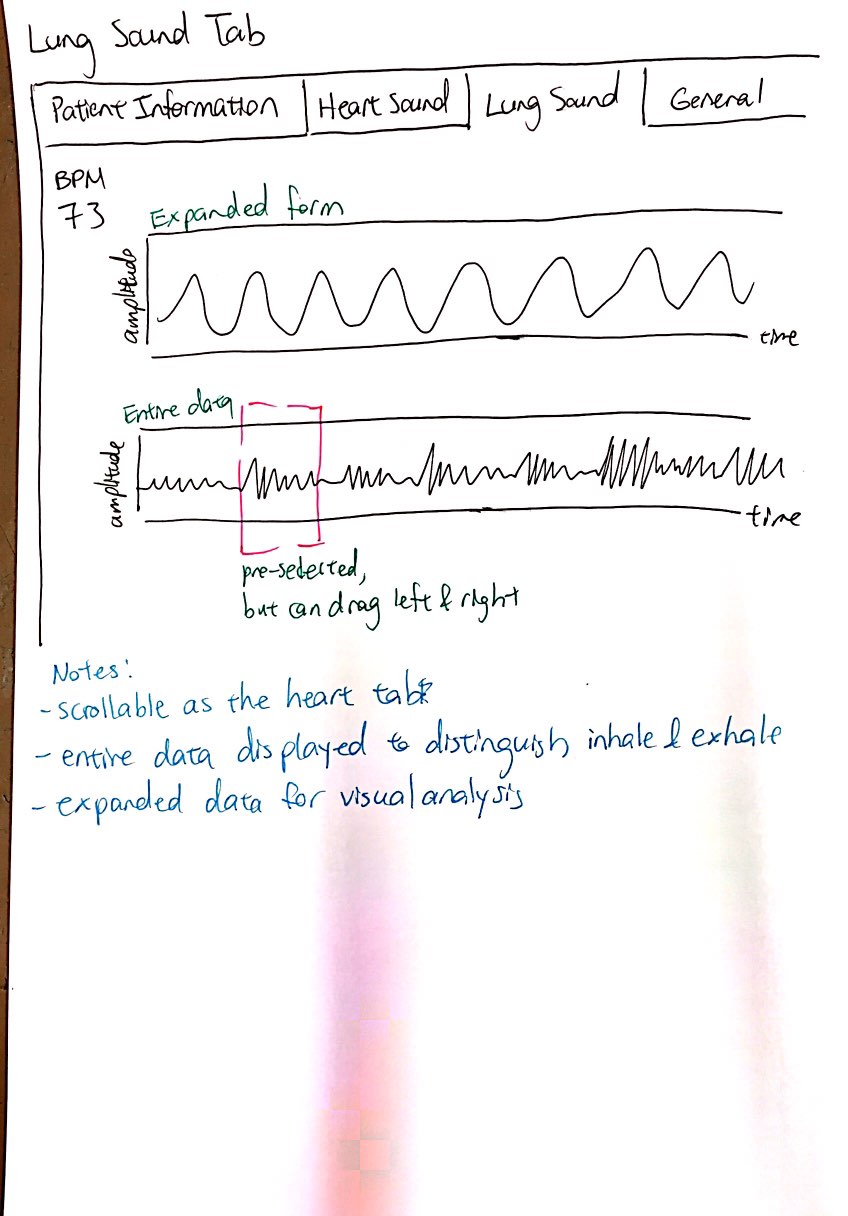 Lung Sound Tab
Patient Information Heart Sound Lung Sound General
BPM
73
Expanded form
amplitude
time
Entire data
amplitude
time
pre-selected,
but can drag left & right
Notes:
- scrollable as the heart tab
- entire data displayed to distinguish inhale & exhale
- expanded data for visual analysis